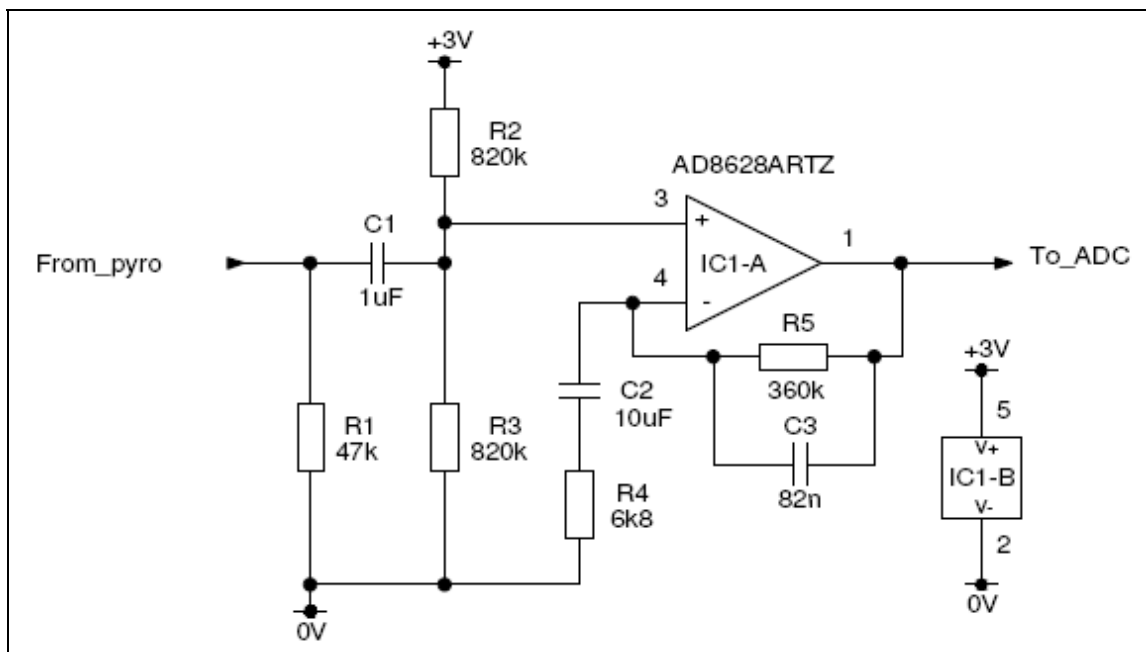 +3V
R2
820k
AD8628ARTZ
3
C1
+
1
From_pyro
IC1-A
To_ADC
1uF
4
-
R5
+3V
C2
10uF
360k
5
R1
47k
R3
820k
C3
V+
IC1-B
V-
R4
6k8
82n
2
0V
0V